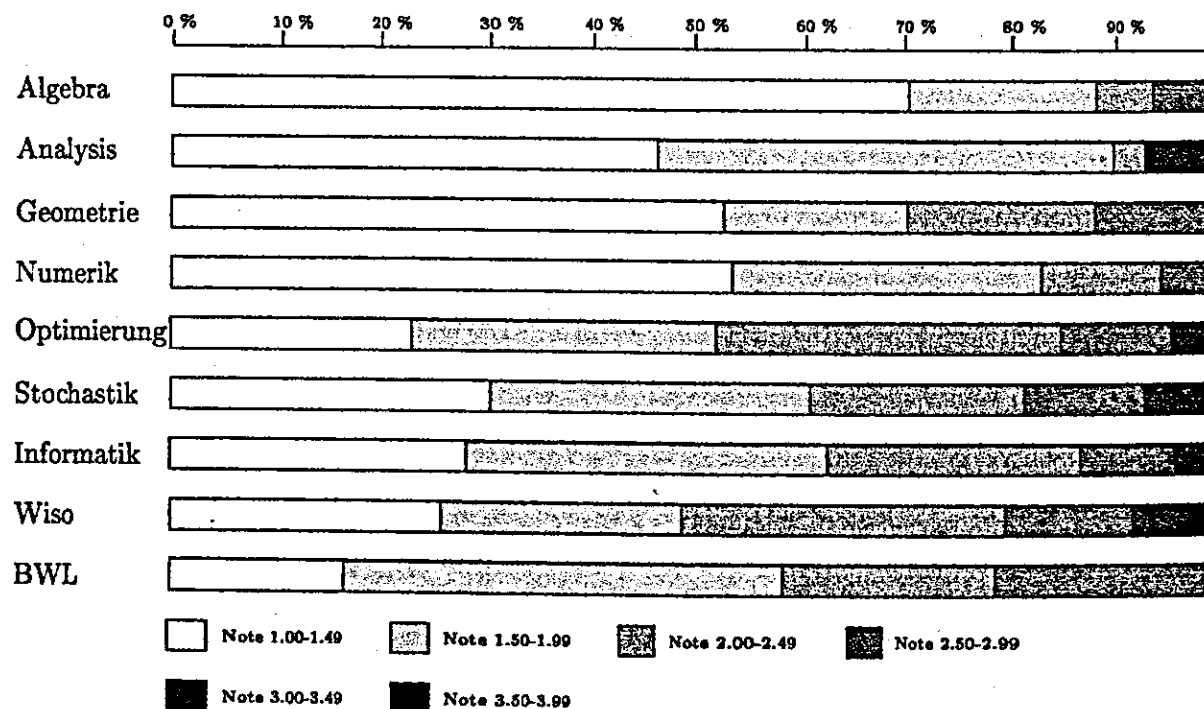 0 % 10 % 20 % 30 % 40 % 50 % 60 % 70 % 80 % 90 %
Algebra
Analysis
Geometrie
Numerik
Optimierung
Stochastik
Informatik
Wiso
BWL
Note 1.00-1.49 Note 1.50-1.99 Note 2.00-2.49 Note 2.50-2.99
Note 3.00-3.49 Note 3.50-3.99